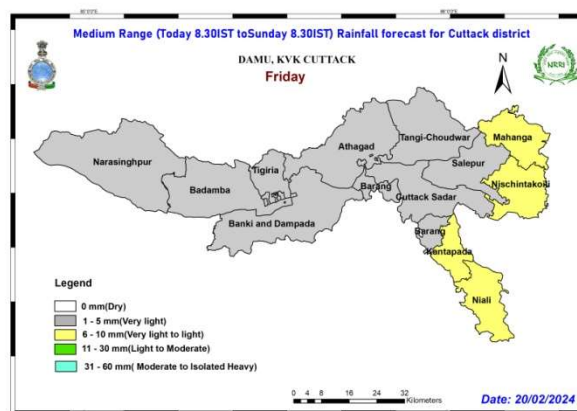 Medium Range (Today 8.30IST toSunday 8.30IST) Rainfall forecast for Cuttack district
DAMU, KVK CUTTACK
Friday
N
NRRI
Narasinghpur
Badamba
Tigiria
Banki and Dampada
Athagad
Barang
Tangi-Choudwar
Salepur
Cuttack Sadar
Mahanga
Nischintakoili
Barang
Kantapada
Niali
Legend
0 mm(Dry)
1 - 5 mm(Very light)
6 - 10 mm(Very light to light)
11 - 30 mm(Light to Moderate)
31 - 60 mm( Moderate to Isolated Heavy)
0 4 8 16 24 32
Kilometers
Date: 20/02/2024